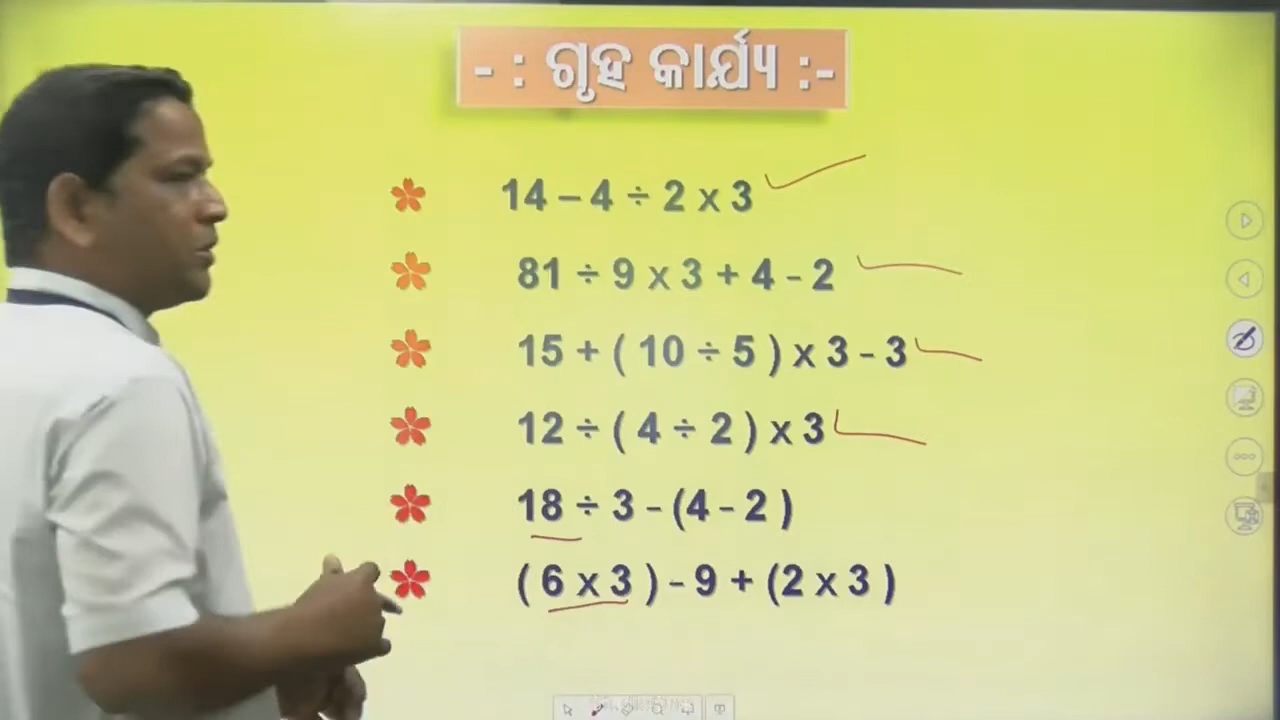 - : ଗୃହ କାର୍ଯ୍ୟ :-
14 – 4 ÷ 2 x 3
81 ÷ 9 x 3 + 4 - 2
15 + ( 10 ÷ 5 ) x 3 - 3
12 ÷ ( 4 ÷ 2 ) x 3
18 ÷ 3 - (4 - 2 )
( 6 x 3 ) - 9 + (2 x 3 )